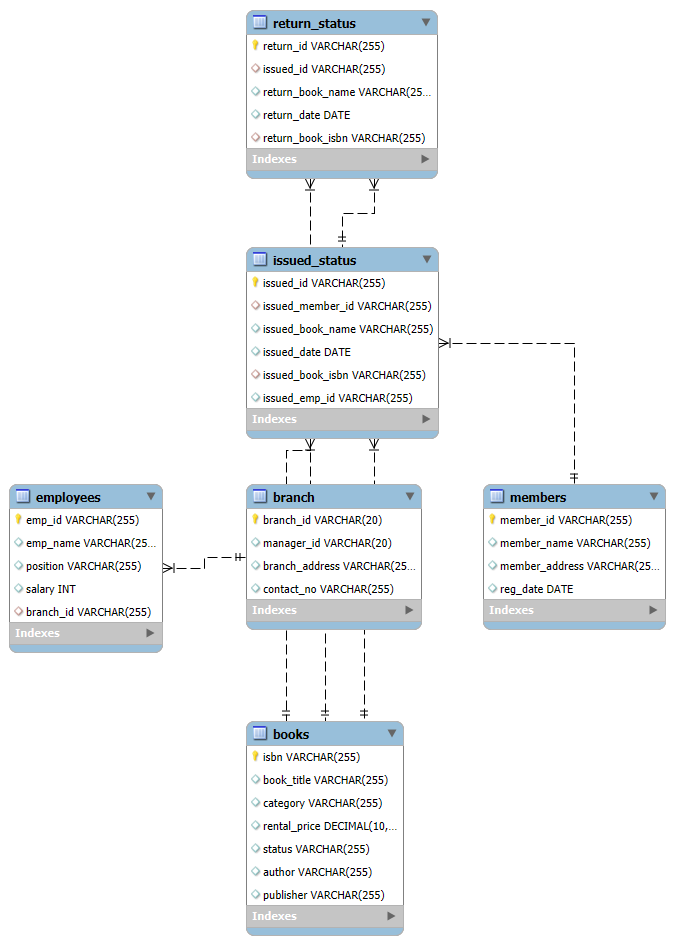 return_status
return_id VARCHAR(255)
issued_id VARCHAR(255)
return_book_name VARCHAR(25...
return_date DATE
return_book_isbn VARCHAR(255)
Indexes
issued_status
issued_id VARCHAR(255)
issued_member_id VARCHAR(255)
issued_book_name VARCHAR(255)
issued_date DATE
issued_book_isbn VARCHAR(255)
issued_emp_id VARCHAR(255)
Indexes
employees
emp_id VARCHAR(255)
emp_name VARCHAR(25...
position VARCHAR(255)
salary INT
branch_id VARCHAR(255)
Indexes
branch
branch_id VARCHAR(20)
manager_id VARCHAR(20)
branch_address VARCHAR(25...
contact_no VARCHAR(255)
Indexes
members
member_id VARCHAR(255)
member_name VARCHAR(255)
member_address VARCHAR(25...
reg_date DATE
Indexes
books
isbn VARCHAR(255)
book_title VARCHAR(255)
category VARCHAR(255)
rental_price DECIMAL(10,...
status VARCHAR(255)
author VARCHAR(255)
publisher VARCHAR(255)
Indexes